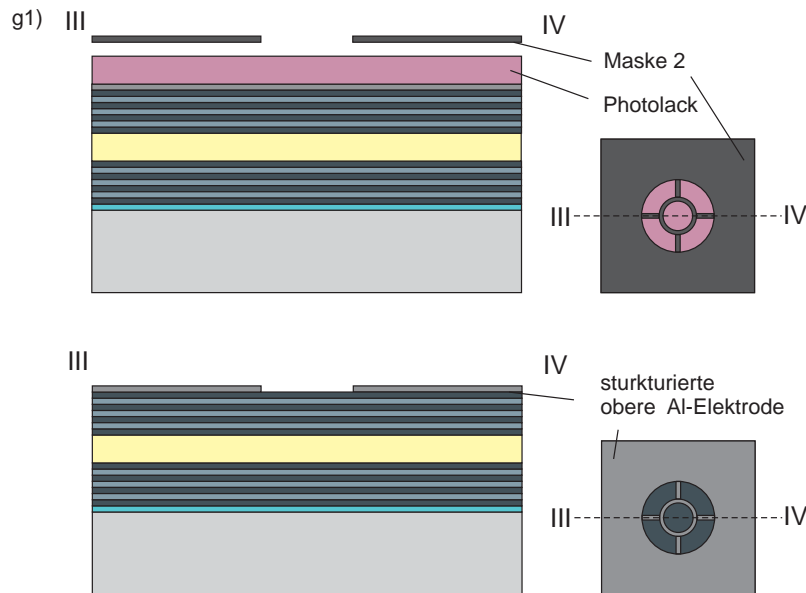 g1)
III
IV
Maske 2
Photolack
III
IV
III
IV
sturkturierte
obere Al-Elektrode
III
IV